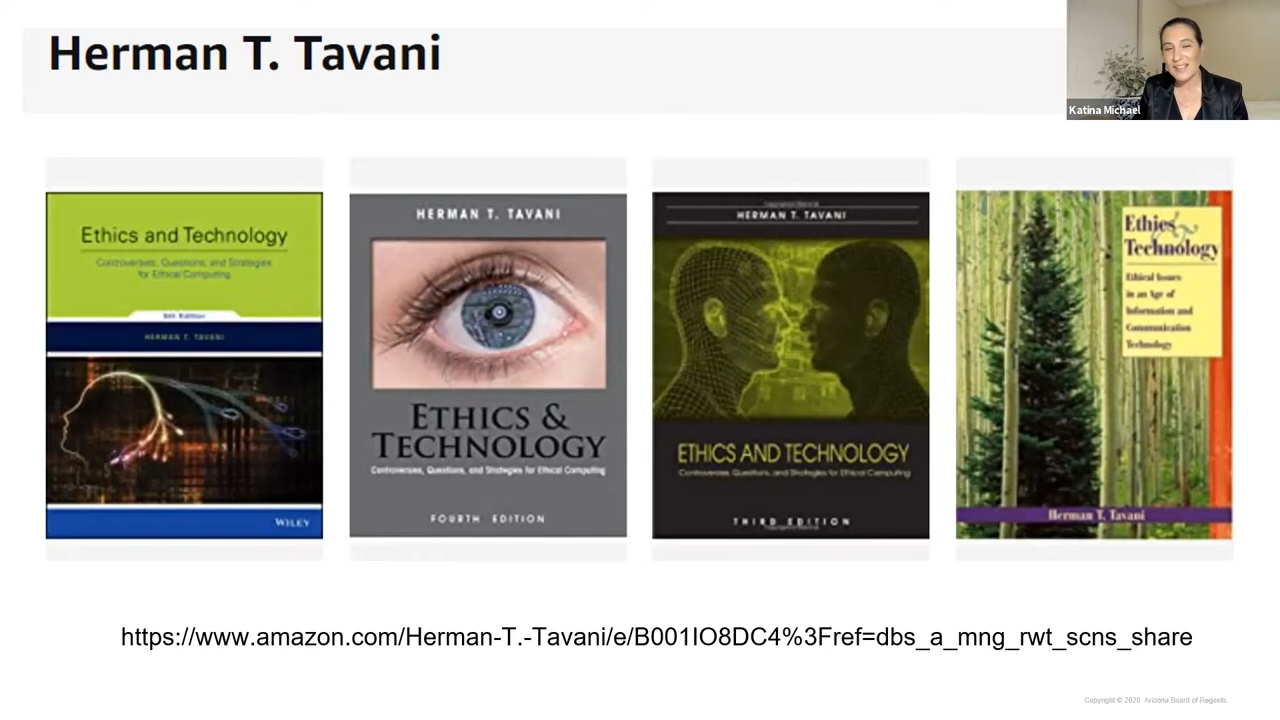 Herman T. Tavani
Katina Michael
Ethics and Technology
Controversies, Questions, and Strategies
for Ethical Computing
5th Edition
HERMAN T. TAVANI
WILEY
HERMAN T. TAVANI
ETHICS &
TECHNOLOGY
Controversies, Questions, and Strategies for Ethical Computing
FOURTH EDITION
HERMAN T. TAVANI
ETHICS AND TECHNOLOGY
Controversies, Questions, and Strategies for Ethical Computing
THIRD EDITION
Ethics &
Technology
Ethical Issues
in an Age of
Information and
Communication
Technology
Herman T. Tavani
https://www.amazon.com/Herman-T.-Tavani/e/B001IO8DC4%3Fref=dbs_a_mng_rwt_scns_share
Copyright © 2020 Arizona Board of Regents